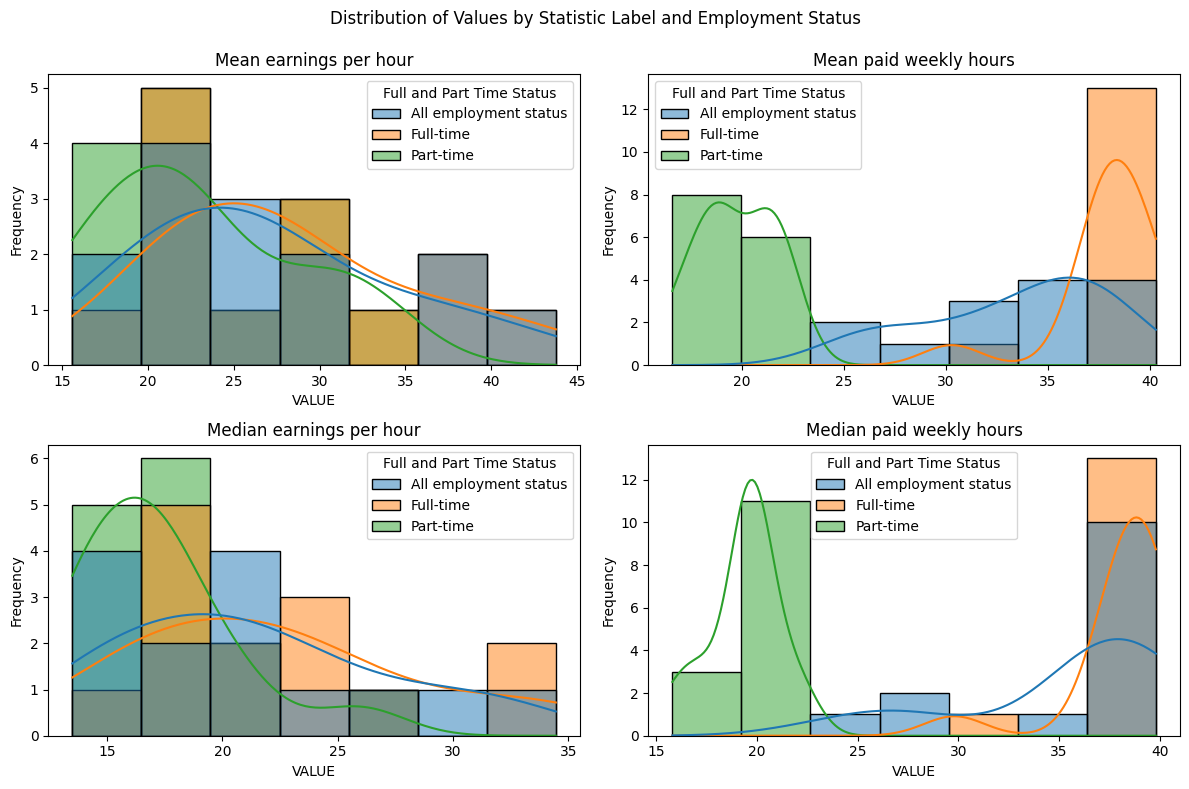 Distribution of Values by Statistic Label and Employment Status
Mean earnings per hour
Full and Part Time Status
All employment status
Full-time
Part-time
Frequency
5
4
3
2
1
0
15 20 25 30 35 40 45
VALUE
Mean paid weekly hours
Full and Part Time Status
All employment status
Full-time
Part-time
Frequency
12
10
8
6
4
2
0
20 25 30 35 40
VALUE
Median earnings per hour
Full and Part Time Status
All employment status
Full-time
Part-time
Frequency
6
5
4
3
2
1
0
15 20 25 30 35
VALUE
Median paid weekly hours
Full and Part Time Status
All employment status
Full-time
Part-time
Frequency
12
10
8
6
4
2
0
15 20 25 30 35 40
VALUE